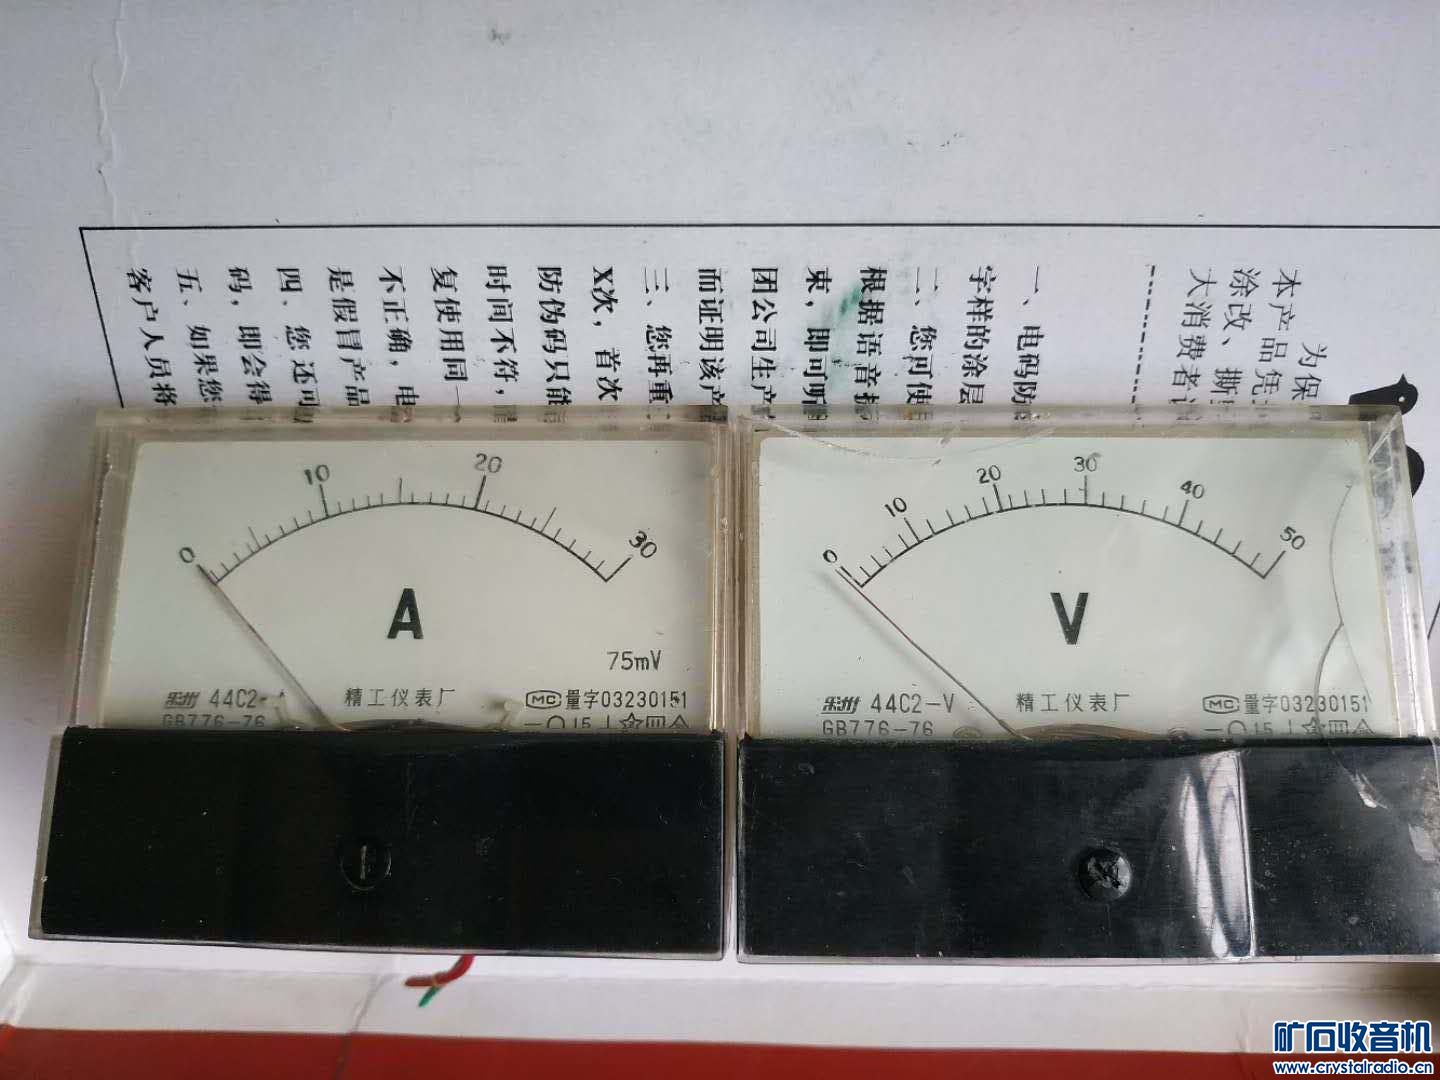 为保
本产品凭
涂改、撕
大消费者
一、电码防
字样的涂层
二、您可使
根据语音提
束，即可听
团公司生产
而证明该产
三、您再重
X次，首次
防伪码只能
时间不符，
复使用同一
不正确，电
是假冒产品
四、您还可
码，即会得
五、如果您
客户人员将
0 10 20 30
A
75mV
44C2-
精工仪表厂
MC 量字03230151
GB776-76
0 10 20 30 40 50
V
44C2-V
精工仪表厂
MC 量字03230151
GB776-76
矿石收音机
www.crystalradio.cn